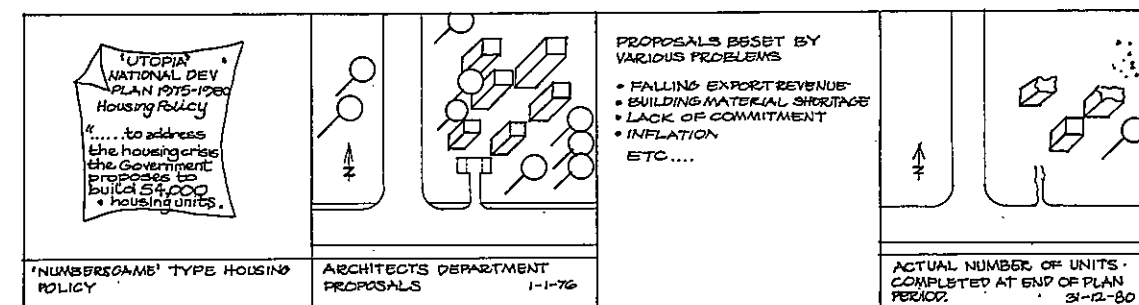 'UTOPIA'
NATIONAL DEV
PLAN 1975-1980
Housing Policy
"......to address
the housing crisis
the Government
proposes to
build 54,000
housing units.
'NUMBERSGAME' TYPE HOUSING
POLICY
N
ARCHITECTS DEPARTMENT
PROPOSALS 1-1-76
PROPOSALS BESET BY
VARIOUS PROBLEMS
• FALLING EXPORT REVENUE
• BUILDING MATERIAL SHORTAGE
• LACK OF COMMITMENT
• INFLATION
ETC....
N
ACTUAL NUMBER OF UNITS
COMPLETED AT END OF PLAN
PERIOD. 31-12-80